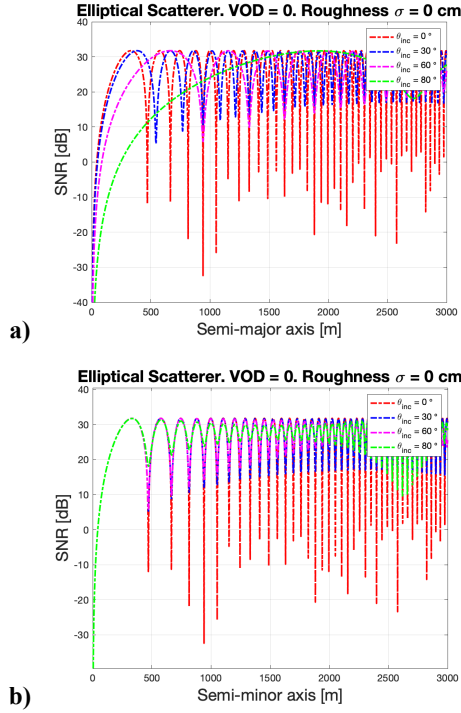 Elliptical Scatterer. VOD = 0. Roughness σ = 0 cm
40
30
20
10
0
-10
-20
-30
-40
SNR [dB]
θinc = 0 °
θinc = 30 °
θinc = 60 °
θinc = 80 °
0 500 1000 1500 2000 2500 3000
Semi-major axis [m]
a)
Elliptical Scatterer. VOD = 0. Roughness σ = 0 cm
40
30
20
10
0
-10
-20
-30
SNR [dB]
θinc = 0 °
θinc = 30 °
θinc = 60 °
θinc = 80 °
0 500 1000 1500 2000 2500 3000
Semi-minor axis [m]
b)